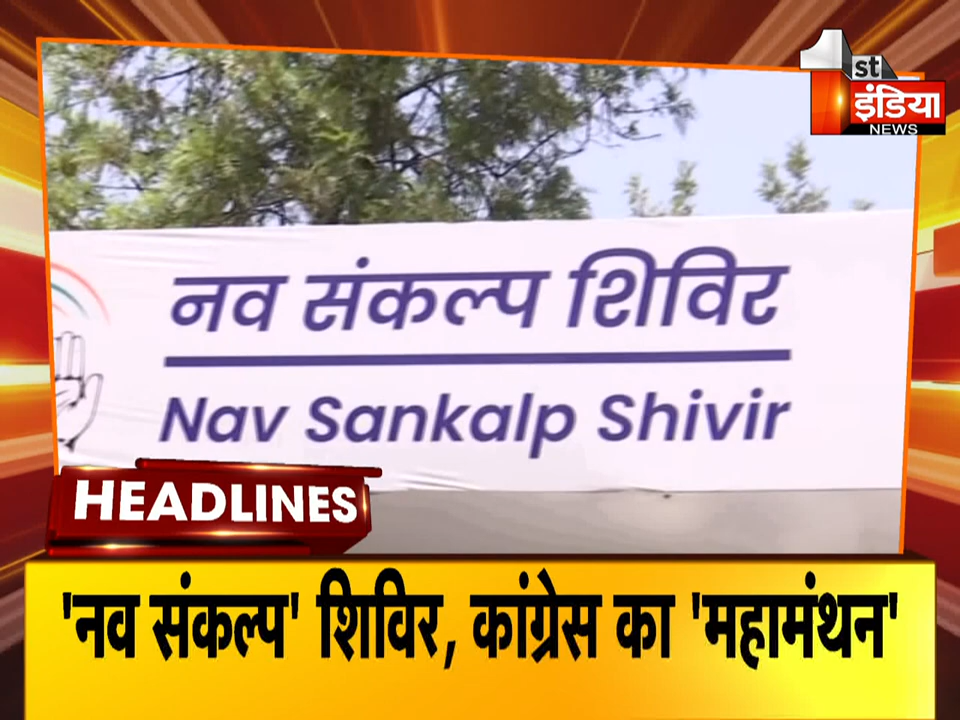 1st
इंडिया
NEWS
नव संकल्प शिविर
Nav Sankalp Shivir
HEADLINES
'नव संकल्प' शिविर, कांग्रेस का 'महामंथन'